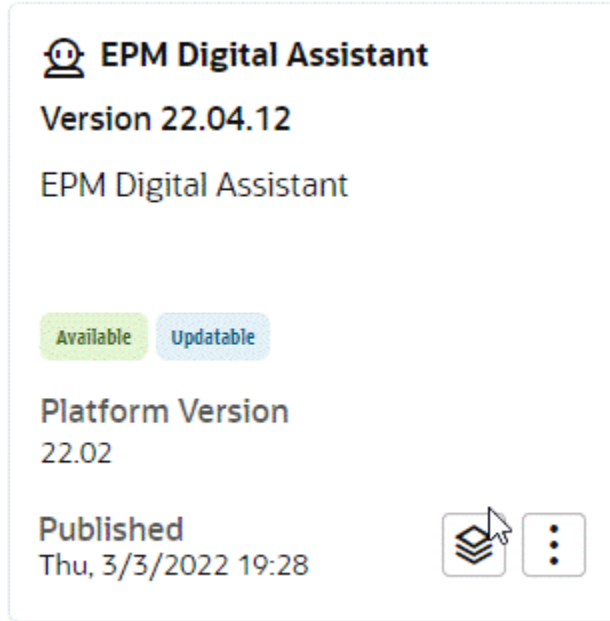 EPM Digital Assistant
Version 22.04.12
EPM Digital Assistant
Available Updatable
Platform Version
22.02
Published
Thu, 3/3/2022 19:28